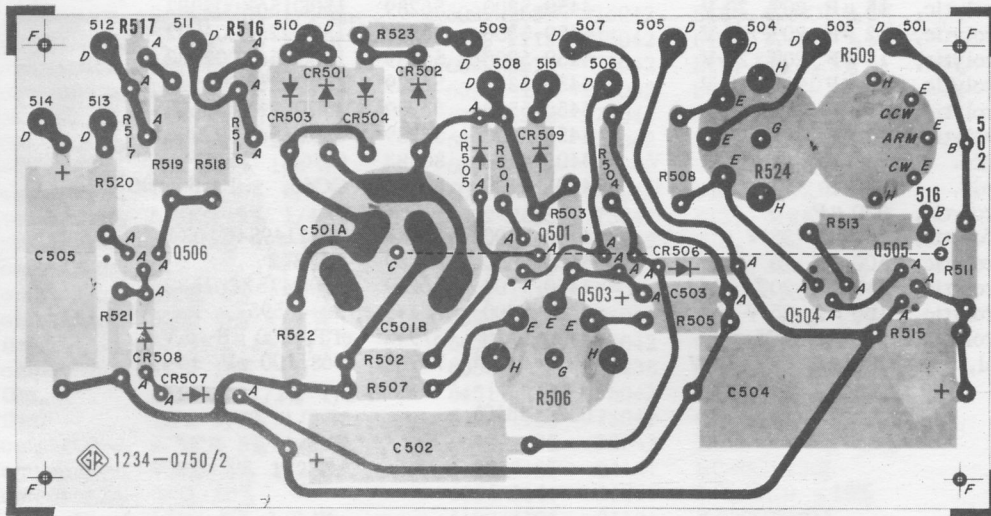 512 R517 511 R516 510 R523 509 507 505 504 503 501
D A D A D D D D D D D
508 515 506 R509
CR501 CR502
D D D H H
A A A E E CCW
514 513 CR503 CR504
D D R517 R516 CR505 R501 CR509 R504 E G ARM E 502
A A A B
+ R519 R518 R508 E CW E
R520 R524
A R503 H H 516
C501A R513 B
A Q501 C
C505 A Q506 A C A A CR506 A Q505 R511
A A A Q503 + C503 A A A A
R521 A C501B E A R505 A Q504 A A
R522 E E R515
CR508 R502 H G H
A CR507 A R507 R506 C504 +
A
C502
+
GR 1234-0750/2
F F F F